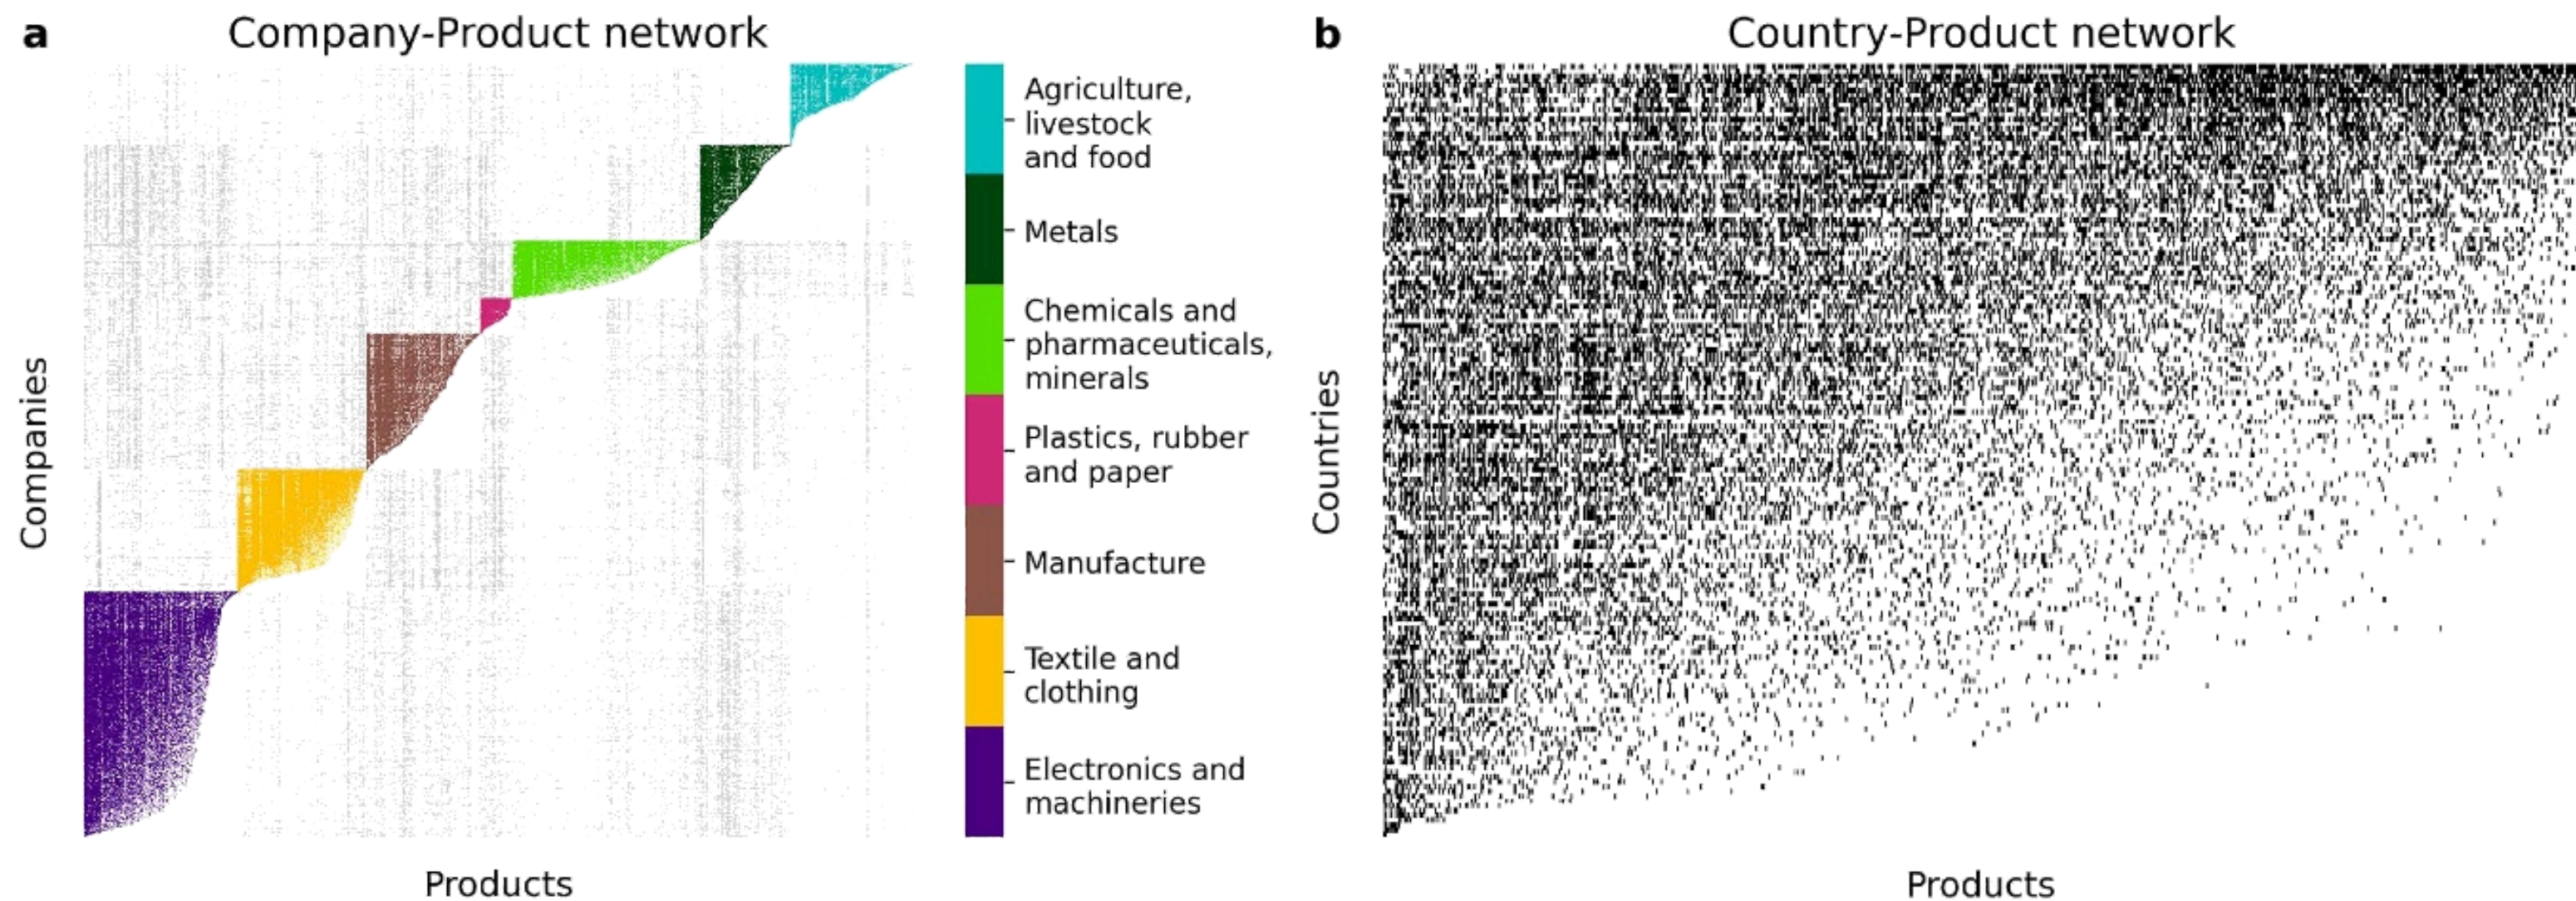 a
Company-Product network
Companies
Products
Agriculture,
livestock
and food
Metals
Chemicals and
pharmaceuticals,
minerals
Plastics, rubber
and paper
Manufacture
Textile and
clothing
Electronics and
machineries
b
Country-Product network
Countries
Products